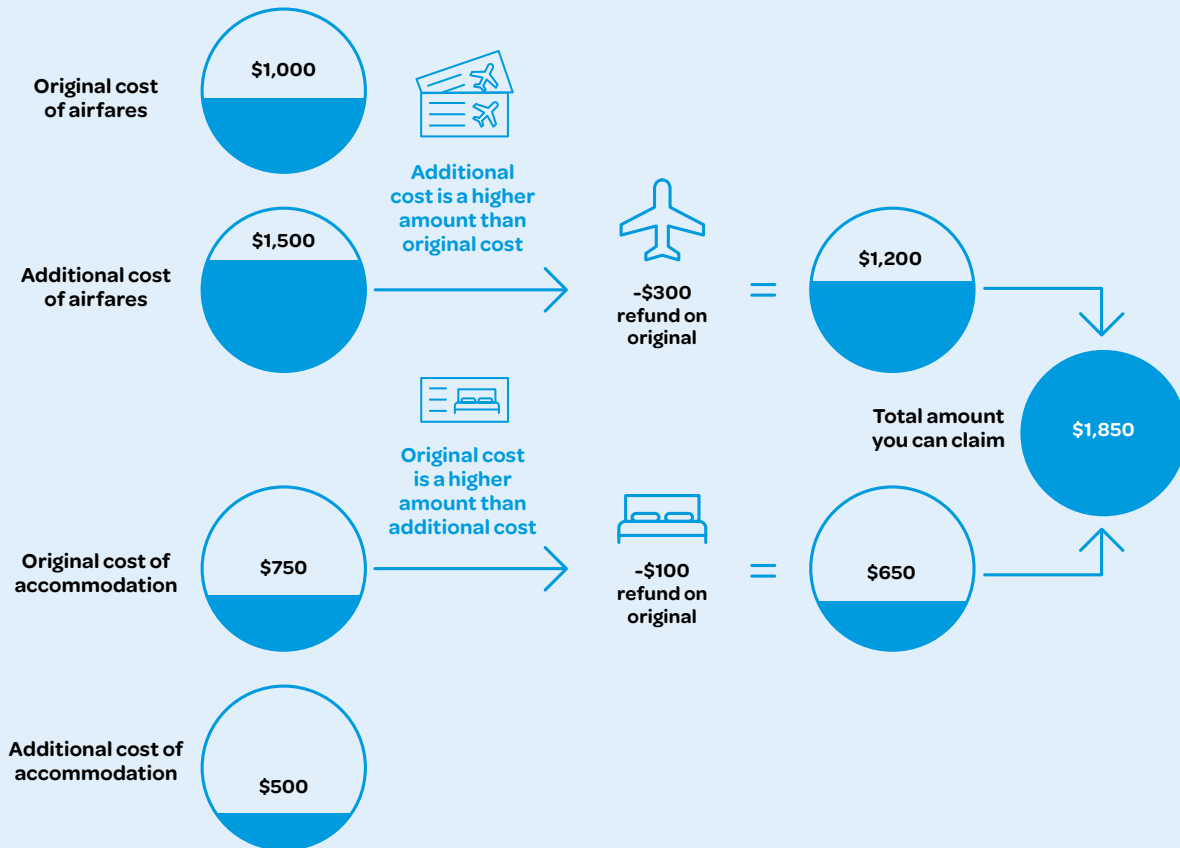 Original cost
of airfares
$1,000
Additional
cost is a higher
amount than
original cost
Additional cost
of airfares
$1,500
-$300
refund on
original
=
$1,200
Total amount
you can claim
$1,850
Original cost
is a higher
amount than
additional cost
Original cost of
accommodation
$750
-$100
refund on
original
=
$650
Additional cost of
accommodation
$500